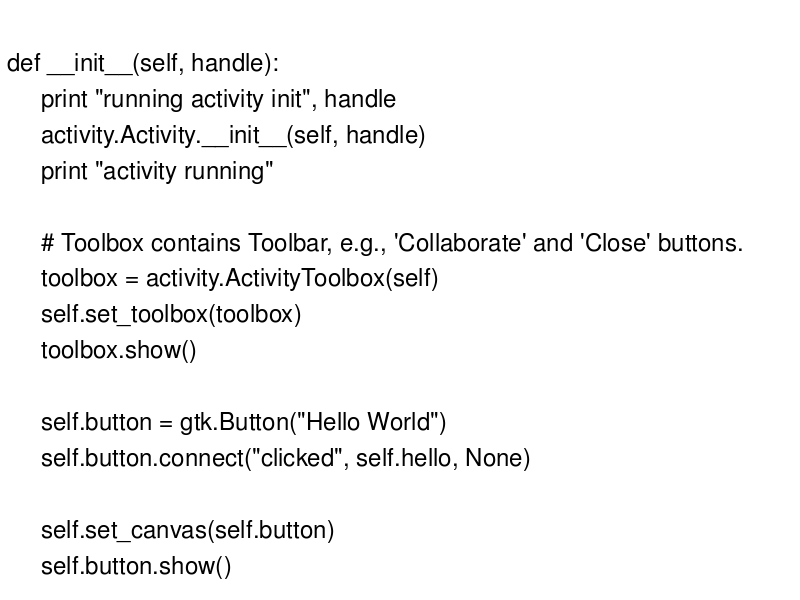 def __init__(self, handle):
print "running activity init", handle
activity.Activity.__init__(self, handle)
print "activity running"
# Toolbox contains Toolbar, e.g., 'Collaborate' and 'Close' buttons.
toolbox = activity.ActivityToolbox(self)
self.set_toolbox(toolbox)
toolbox.show()
self.button = gtk.Button("Hello World")
self.button.connect("clicked", self.hello, None)
self.set_canvas(self.button)
self.button.show()